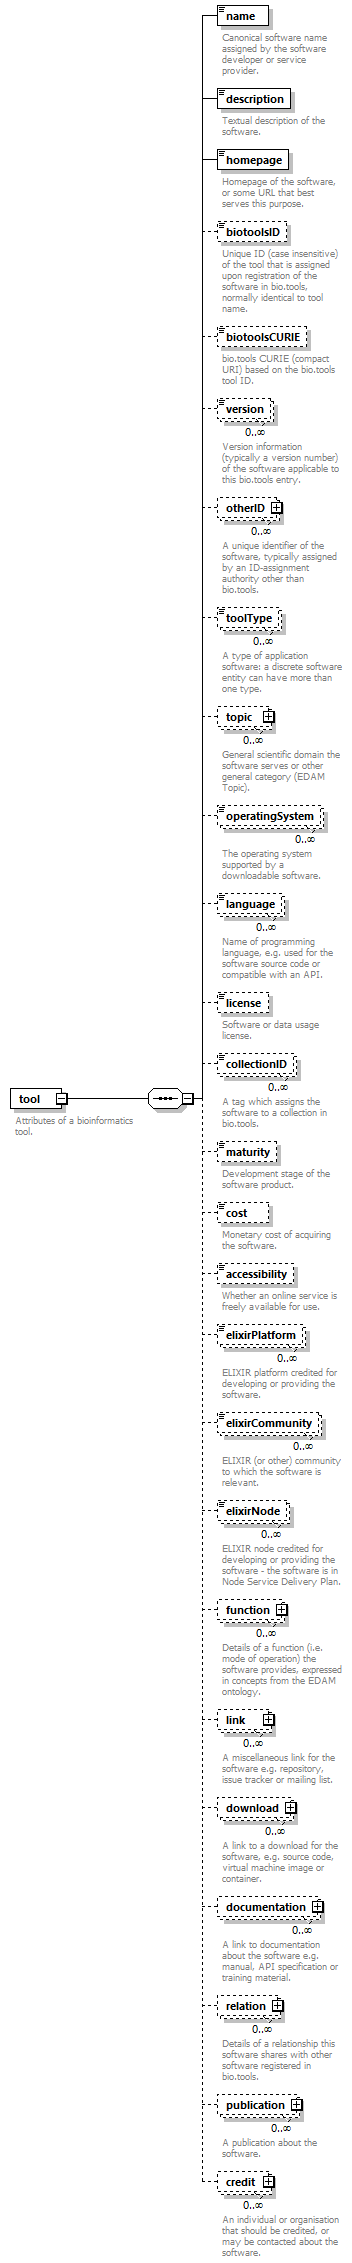 name
Canonical software name
assigned by the software
developer or service
provider.
description
Textual description of the
software.
homepage
Homepage of the software,
or some URL that best
serves this purpose.
biotoolsID
Unique ID (case insensitive)
of the tool that is assigned
upon registration of the
software in bio.tools,
normally identical to tool
name.
biotoolsCURIE
bio.tools CURIE (compact
URI) based on the bio.tools
tool ID.
version
0..∞
Version information
(typically a version number)
of the software applicable to
this bio.tools entry.
otherID
0..∞
A unique identifier of the
software, typically assigned
by an ID-assignment
authority other than
bio.tools.
toolType
0..∞
A type of application
software: a discrete software
entity can have more than
one type.
topic
0..∞
General scientific domain the
software serves or other
general category (EDAM
Topic).
operatingSystem
0..∞
The operating system
supported by a
downloadable software.
language
0..∞
Name of programming
language, e.g. used for the
software source code or
compatible with an API.
license
Software or data usage
license.
collectionID
0..∞
A tag which assigns the
software to a collection in
bio.tools.
tool
Attributes of a bioinformatics
tool.
maturity
Development stage of the
software product.
cost
Monetary cost of acquiring
the software.
accessibility
Whether an online service is
freely available for use.
elixirPlatform
0..∞
ELIXIR platform credited for
developing or providing the
software.
elixirCommunity
0..∞
ELIXIR (or other) community
to which the software is
relevant.
elixirNode
0..∞
ELIXIR node credited for
developing or providing the
software - the software is in
Node Service Delivery Plan.
function
0..∞
Details of a function (i.e.
mode of operation) the
software provides, expressed
in concepts from the EDAM
ontology.
link
0..∞
A miscellaneous link for the
software e.g. repository,
issue tracker or mailing list.
download
0..∞
A link to a download for the
software, e.g. source code,
virtual machine image or
container.
documentation
0..∞
A link to documentation
about the software e.g.
manual, API specification or
training material.
relation
0..∞
Details of a relationship this
software shares with other
software registered in
bio.tools.
publication
0..∞
A publication about the
software.
credit
0..∞
An individual or organisation
that should be credited, or
may be contacted about the
software.